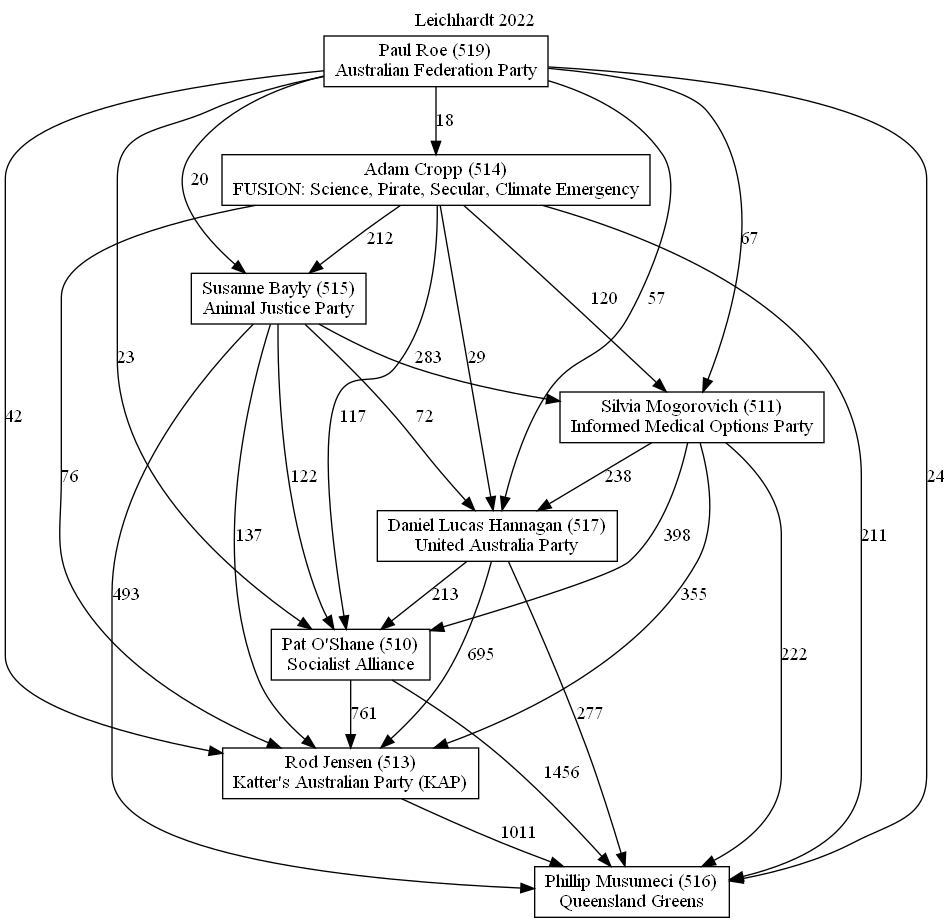 Leichhardt 2022
Paul Roe (519)
Australian Federation Party
18
Adam Cropp (514)
FUSION: Science, Pirate, Secular, Climate Emergency
20
212
67
Susanne Bayly (515)
Animal Justice Party
120
57
23
283
29
Silvia Mogorovich (511)
Informed Medical Options Party
42
117
72
76
122
238
24
Daniel Lucas Hannagan (517)
United Australia Party
137
398
211
493
213
355
Pat O'Shane (510)
Socialist Alliance
695
222
761
277
Rod Jensen (513)
Katter's Australian Party (KAP)
1456
1011
Phillip Musumeci (516)
Queensland Greens